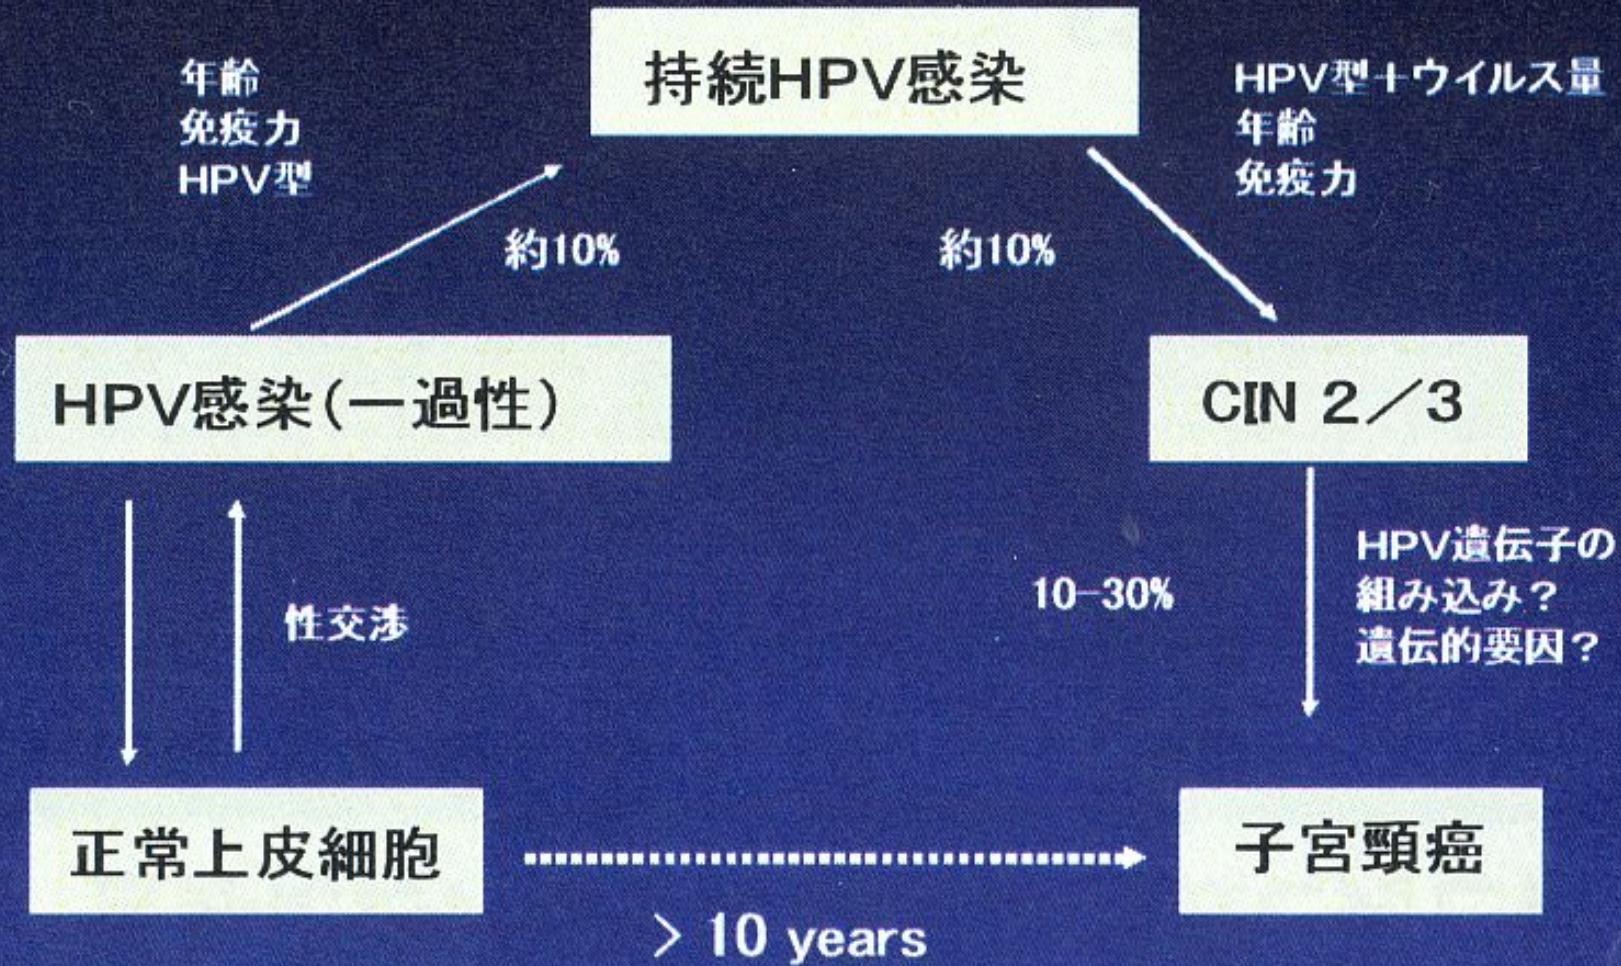 持続HPV感染
年齢
免疫力
HPV型
HPV型+ウイルス量
年齢
免疫力
約10%
約10%
HPV感染(一過性)
CIN 2/3
性交渉
10-30%
HPV遺伝子の
組み込み?
遺伝的要因?
正常上皮細胞
子宮頸癌
> 10 years